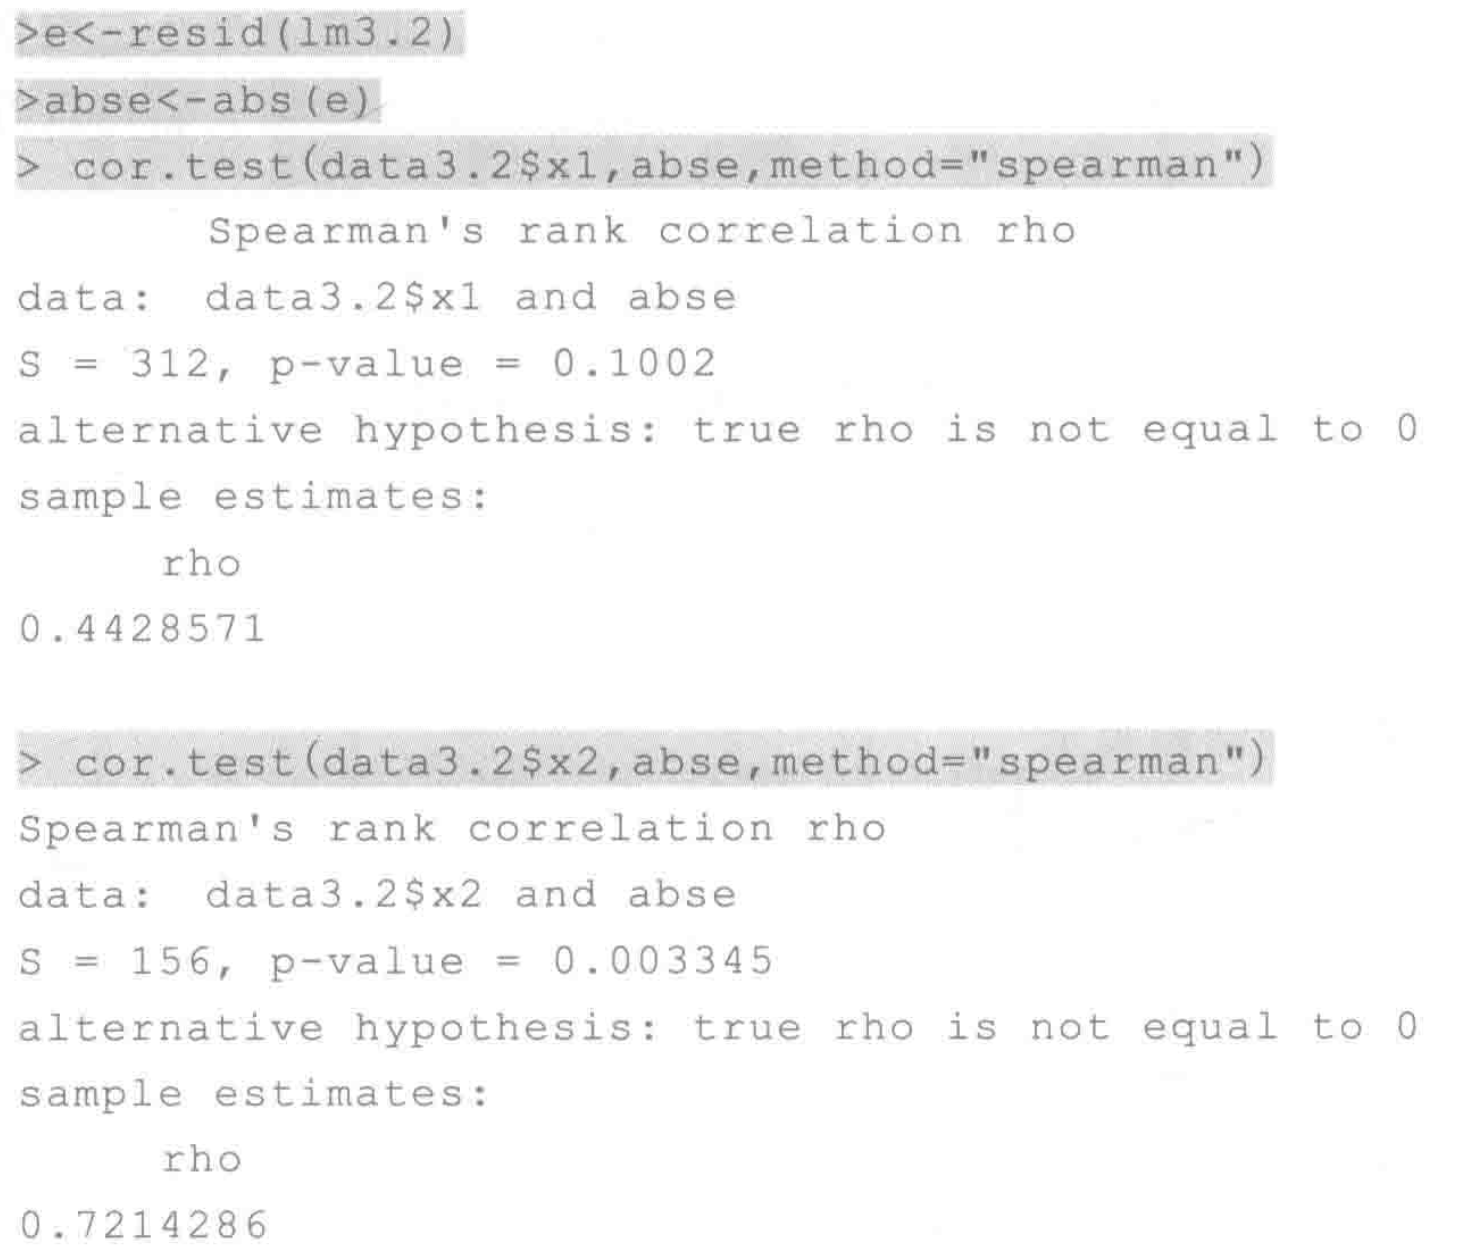 >e<-resid(lm3.2)
>abse<-abs(e)
> cor.test(data3.2$x1,abse,method="spearman")
Spearman's rank correlation rho
data:  data3.2$x1 and abse
S = 312, p-value = 0.1002
alternative hypothesis: true rho is not equal to 0
sample estimates:
rho
0.4428571
> cor.test(data3.2$x2,abse,method="spearman")
Spearman's rank correlation rho
data:  data3.2$x2 and abse
S = 156, p-value = 0.003345
alternative hypothesis: true rho is not equal to 0
sample estimates:
rho
0.7214286